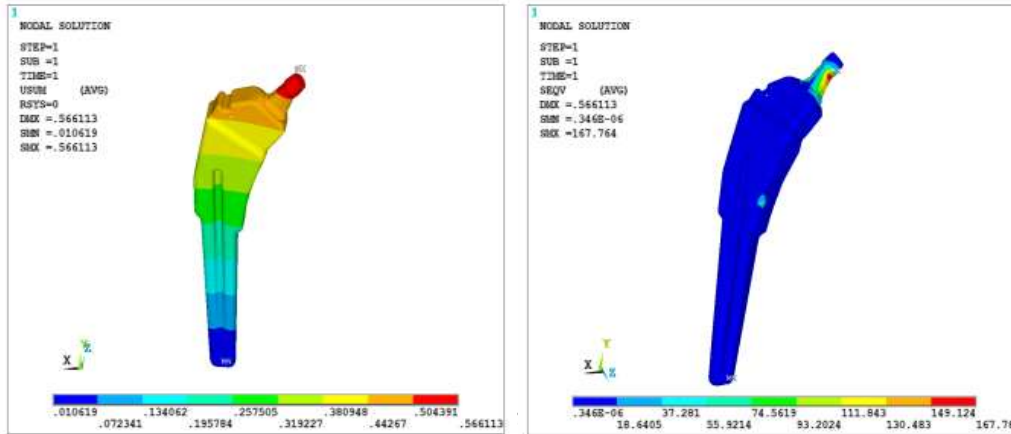 1
NODAL SOLUTION
STEP=1
SUB =1
TIME=1
USUM (AVG)
RSYS=0
DMX =.566113
SMN =.010619
SMX =.566113
MX
MN
X
Y
Z
.010619 .134062 .257505 .380948 .504391
.072341 .195784 .319227 .44267 .566113
1
NODAL SOLUTION
STEP=1
SUB =1
TIME=1
SEQV (AVG)
DMX =.566113
SMN =.346E-06
SMX =167.764
Y
X
Z
.346E-06 37.281 74.5619 111.843 149.124
18.6405 55.9214 93.2024 130.483 167.76